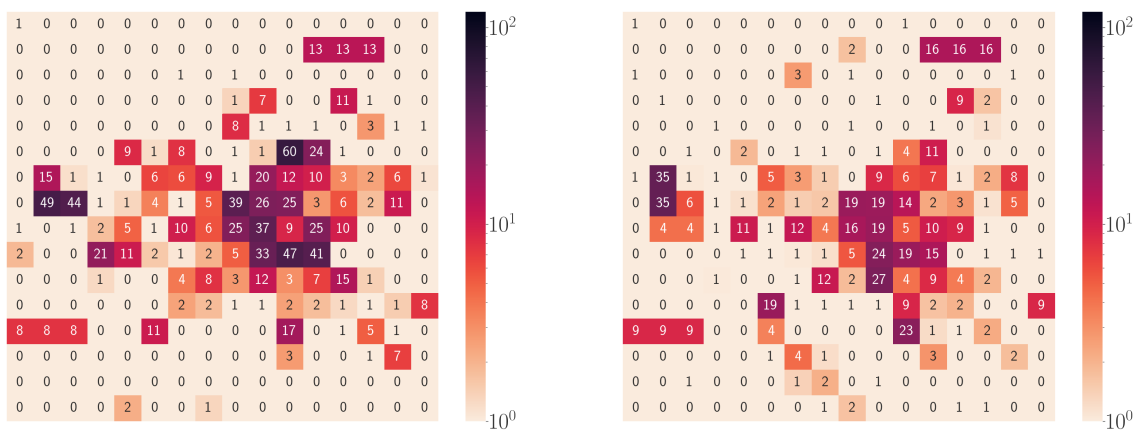 1 0 0 0 0 0 0 0 0 0 0 0 0 0 0 0
0 0 0 0 0 0 0 0 0 0 0 13 13 13 0 0
0 0 0 0 0 0 1 0 1 0 0 0 0 0 0 0
0 0 0 0 0 0 0 0 1 7 0 0 11 1 0 0
0 0 0 0 0 0 0 0 8 1 1 1 0 3 1 1
0 0 0 0 9 1 8 0 1 1 60 24 1 0 0 0
0 15 1 1 0 6 6 9 1 20 12 10 3 2 6 1
0 49 44 1 1 4 1 5 39 26 25 3 6 2 11 0
1 0 1 2 5 1 10 6 25 37 9 25 10 0 0 0
2 0 0 21 11 2 1 2 5 33 47 41 0 0 0 0
0 0 0 1 0 0 4 8 3 12 3 7 15 1 0 0
0 0 0 0 0 0 2 2 1 1 2 2 1 1 1 8
8 8 8 0 0 11 0 0 0 0 17 0 1 5 1 0
0 0 0 0 0 0 0 0 0 0 3 0 0 1 7 0
0 0 0 0 0 0 0 0 0 0 0 0 0 0 0 0
0 0 0 0 2 0 0 1 0 0 0 0 0 0 0 0
10²
10¹
10⁰
1 0 0 0 0 0 0 0 0 0 1 0 0 0 0 0
0 0 0 0 0 0 0 0 2 0 0 16 16 16 0 0
1 0 0 0 0 0 3 0 1 0 0 0 0 0 1 0
0 1 0 0 0 0 0 0 0 1 0 0 9 2 0 0
0 0 0 0 1 0 0 0 1 0 1 0 0 1 0 0
0 0 0 0 2 0 1 1 0 1 4 11 0 0 0 0
1 35 1 1 0 5 3 1 0 9 6 7 1 2 8 0
0 35 6 1 1 2 1 2 19 19 14 2 3 1 5 0
0 4 4 1 11 1 12 4 16 19 5 10 9 1 0 0
0 0 0 0 0 1 1 1 5 24 19 15 0 1 1 1
0 0 0 1 0 0 1 12 2 27 4 9 4 2 0 0
0 0 0 0 0 19 1 1 1 1 9 2 2 0 0 9
9 9 9 0 0 4 0 0 0 0 23 1 1 2 0 0
0 0 0 0 0 1 4 1 0 0 0 3 0 0 2 0
0 0 1 0 0 0 1 2 0 1 0 0 0 0 0 0
0 0 0 0 0 0 0 0 2 0 0 0 1 1 0 0
10²
10¹
10⁰